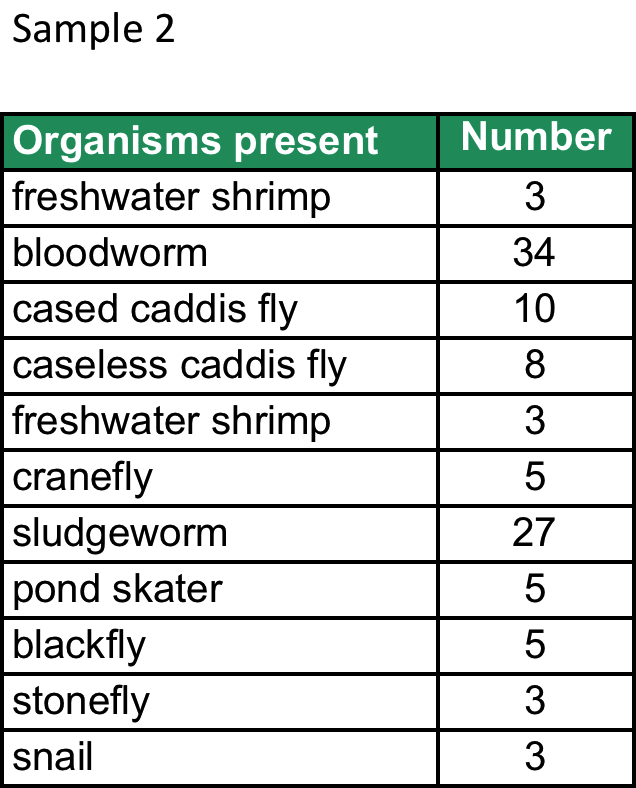 Sample 2
Organisms present Number
freshwater shrimp 3
bloodworm 34
cased caddis fly 10
caseless caddis fly 8
freshwater shrimp 3
cranefly 5
sludgeworm 27
pond skater 5
blackfly 5
stonefly 3
snail 3